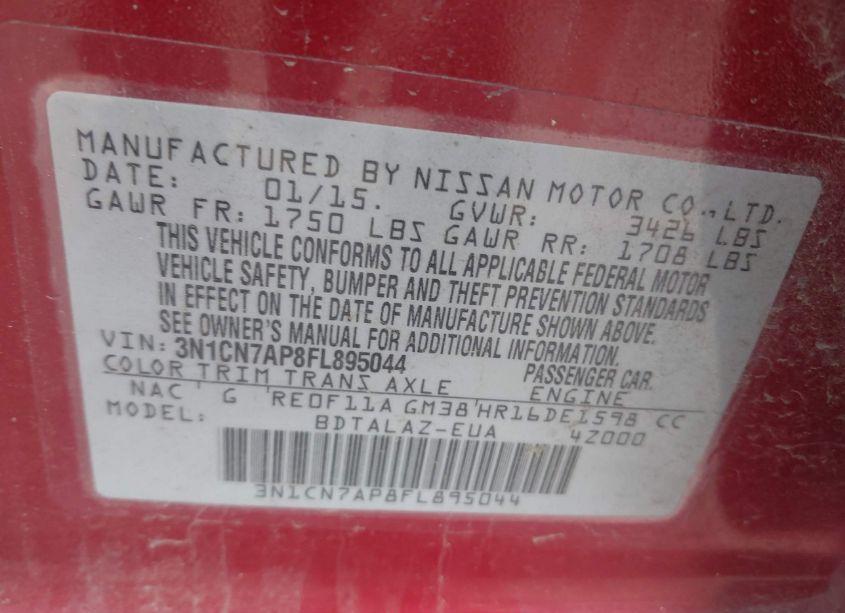 MANUFACTURED BY NISSAN MOTOR CO.,LTD.
DATE: 01/15. GVWR: 3426 LBS
GAWR FR: 1750 LBS GAWR RR: 1708 LBS
THIS VEHICLE CONFORMS TO ALL APPLICABLE FEDERAL MOTOR
VEHICLE SAFETY, BUMPER AND THEFT PREVENTION STANDARDS
IN EFFECT ON THE DATE OF MANUFACTURE SHOWN ABOVE.
SEE OWNER'S MANUAL FOR ADDITIONAL INFORMATION.
VIN: 3N1CN7AP8FL895044 PASSENGER CAR.
COLOR TRIM TRANS AXLE ENGINE
NAC ' G 'RE0F11A GM38'HR16DE1598 CC
MODEL: BDTALAZ-EUA 4Z000
3N1CN7AP8FL895044